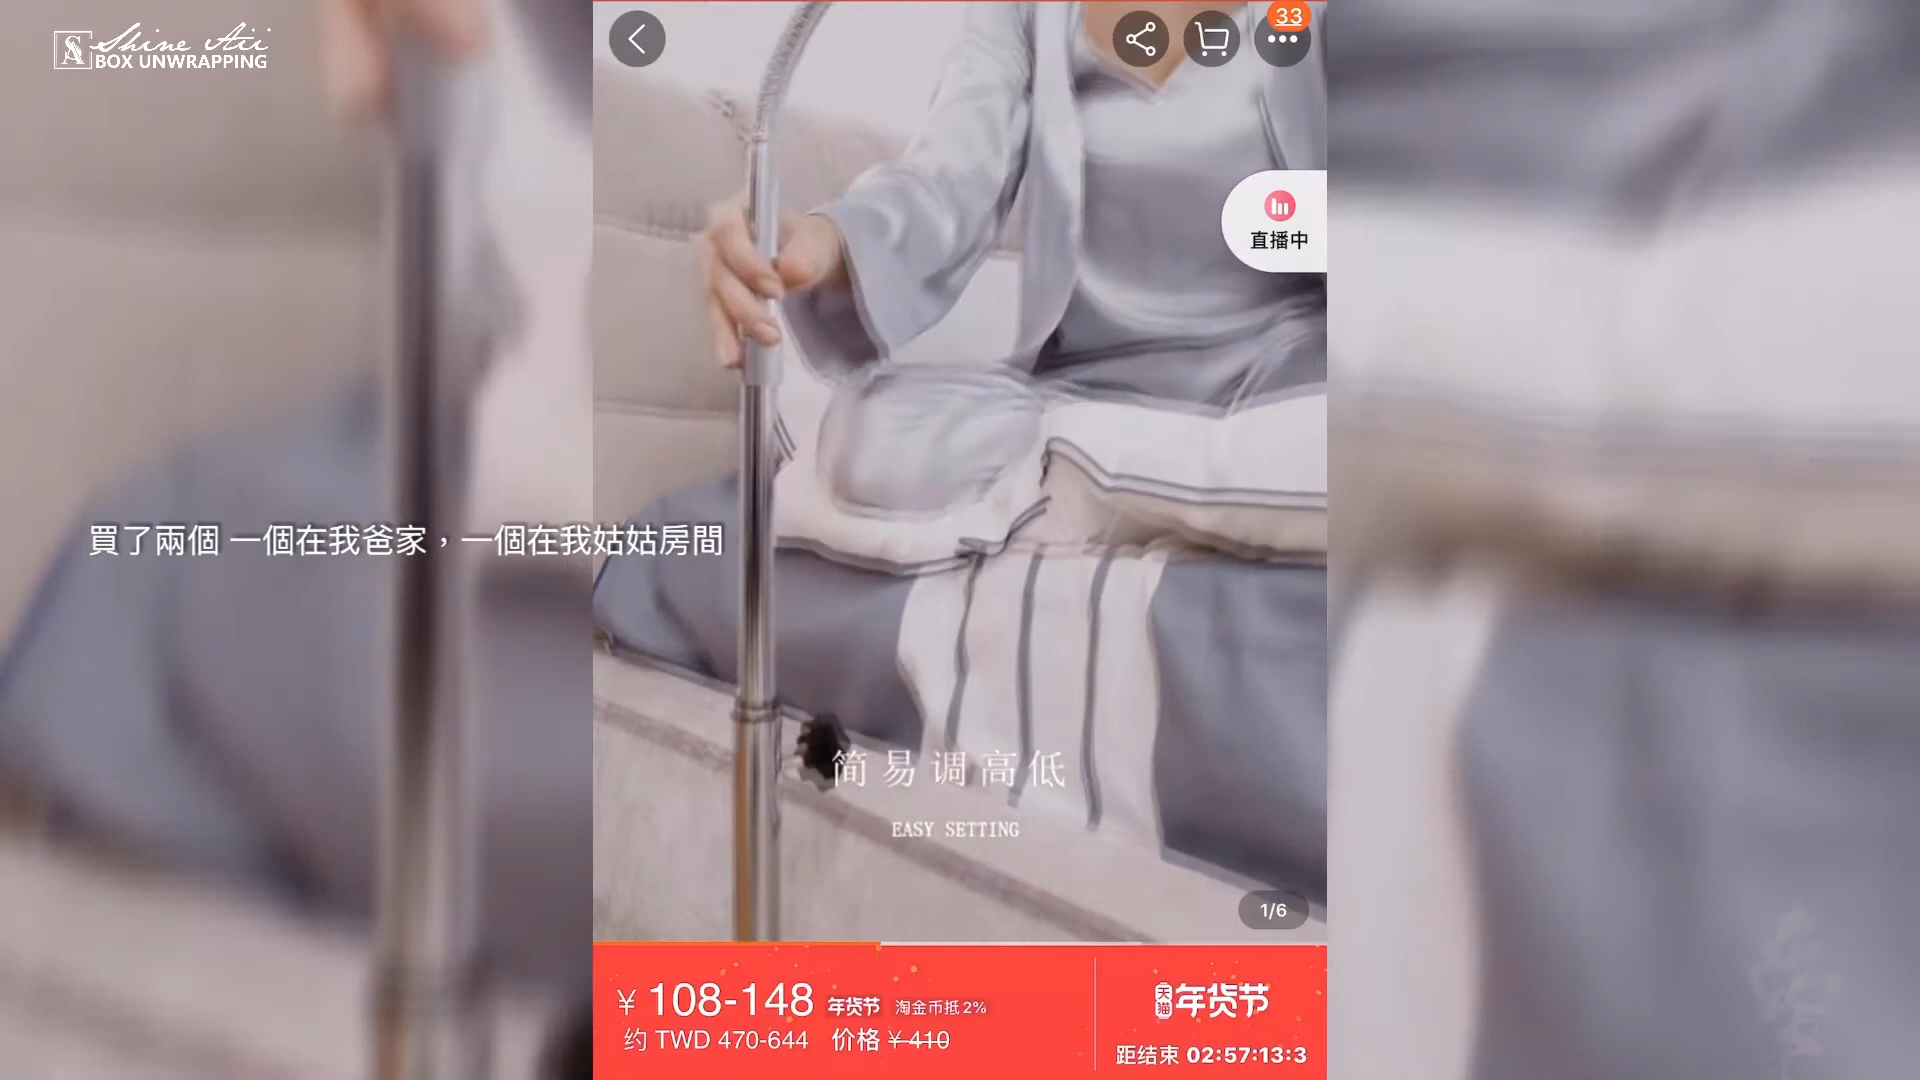 Shine Aii
BOX UNWRAPPING
33
直播中
買了兩個 一個在我爸家，一個在我姑姑房間
简易调高低
EASY SETTING
1/6
¥ 108-148 年货节 淘金币抵2%
约 TWD 470-644 价格 ¥ 410
天猫年货节
距结束 02:57:13:3